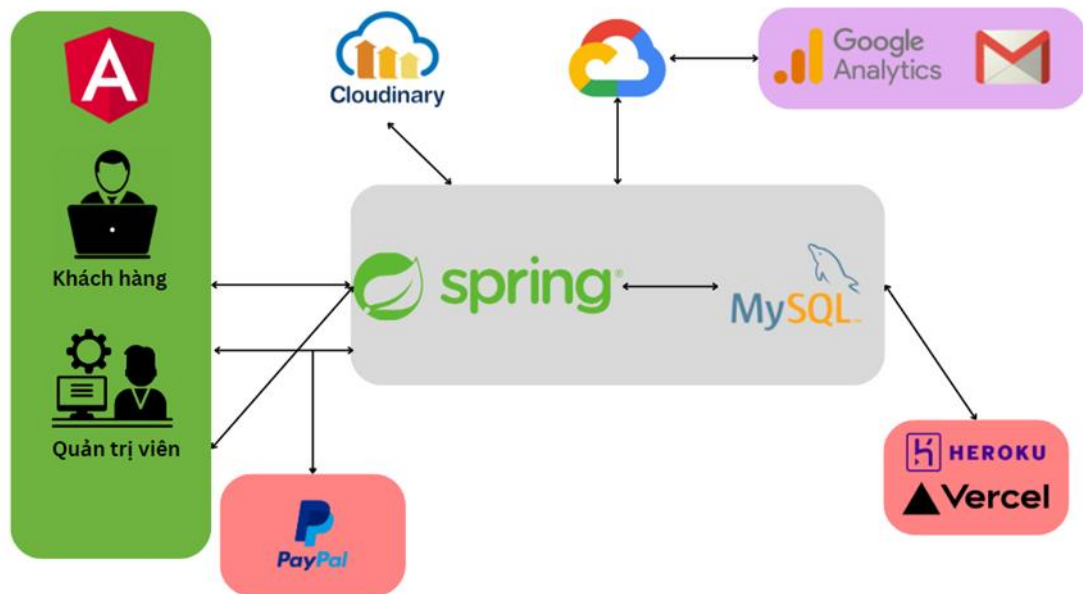 Cloudinary
Google
Analytics
Khách hàng
spring
MySQL
Quản trị viên
HEROKU
Vercel
PayPal